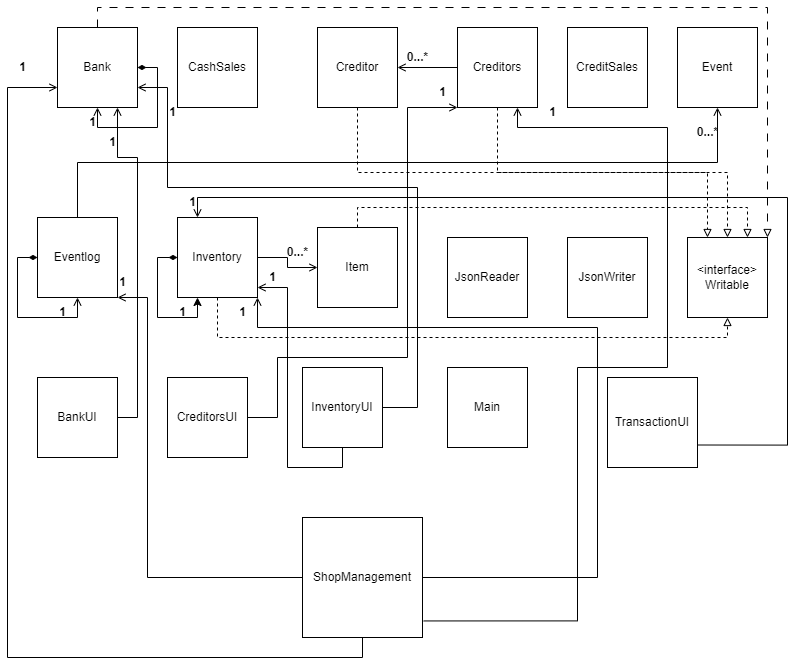 1
Bank
CashSales
Creditor
0...*
Creditors
CreditSales
Event
1
1
1
1
1
0...*
1
Eventlog
Inventory
0...*
Item
JsonReader
JsonWriter
<interface>
Writable
1
1
1
1
1
BankUI
CreditorsUI
InventoryUI
Main
TransactionUI
ShopManagement